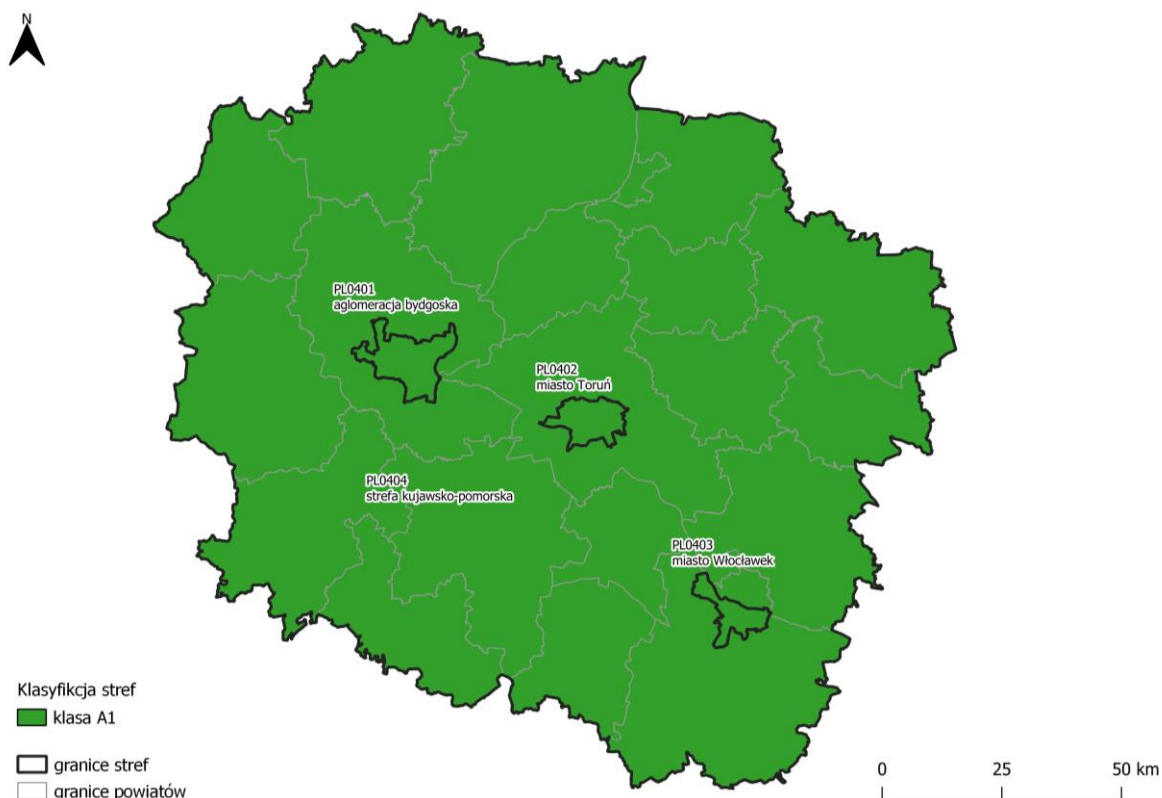 N
PL0401
aglomeracja bydgoska
PL0402
miasto Toruń
PL0404
strefa kujawsko-pomorska
PL0403
miasto Włocławek
Klasyfikcja stref
klasa A1
granice stref
granice powiatów
0 25 50 km